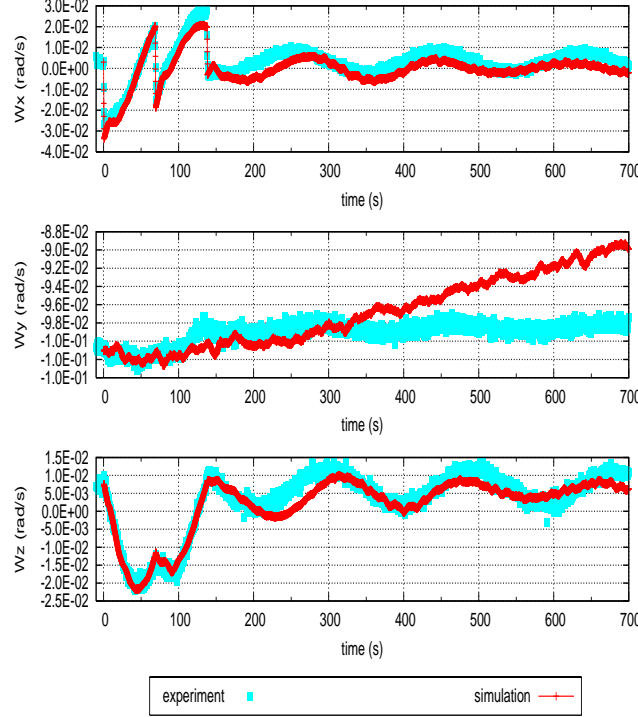 3.0E-02
2.0E-02
1.0E-02
0.0E+00
-1.0E-02
-2.0E-02
-3.0E-02
-4.0E-02
Wx (rad/s)
0 100 200 300 400 500 600 700
time (s)
-8.8E-02
-9.0E-02
-9.2E-02
-9.4E-02
-9.6E-02
-9.8E-02
-1.0E-01
-1.0E-01
-1.0E-01
Wy (rad/s)
0 100 200 300 400 500 600 700
time (s)
1.5E-02
1.0E-02
5.0E-03
0.0E+00
-5.0E-03
-1.0E-02
-1.5E-02
-2.0E-02
-2.5E-02
Wz (rad/s)
0 100 200 300 400 500 600 700
time (s)
experiment simulation